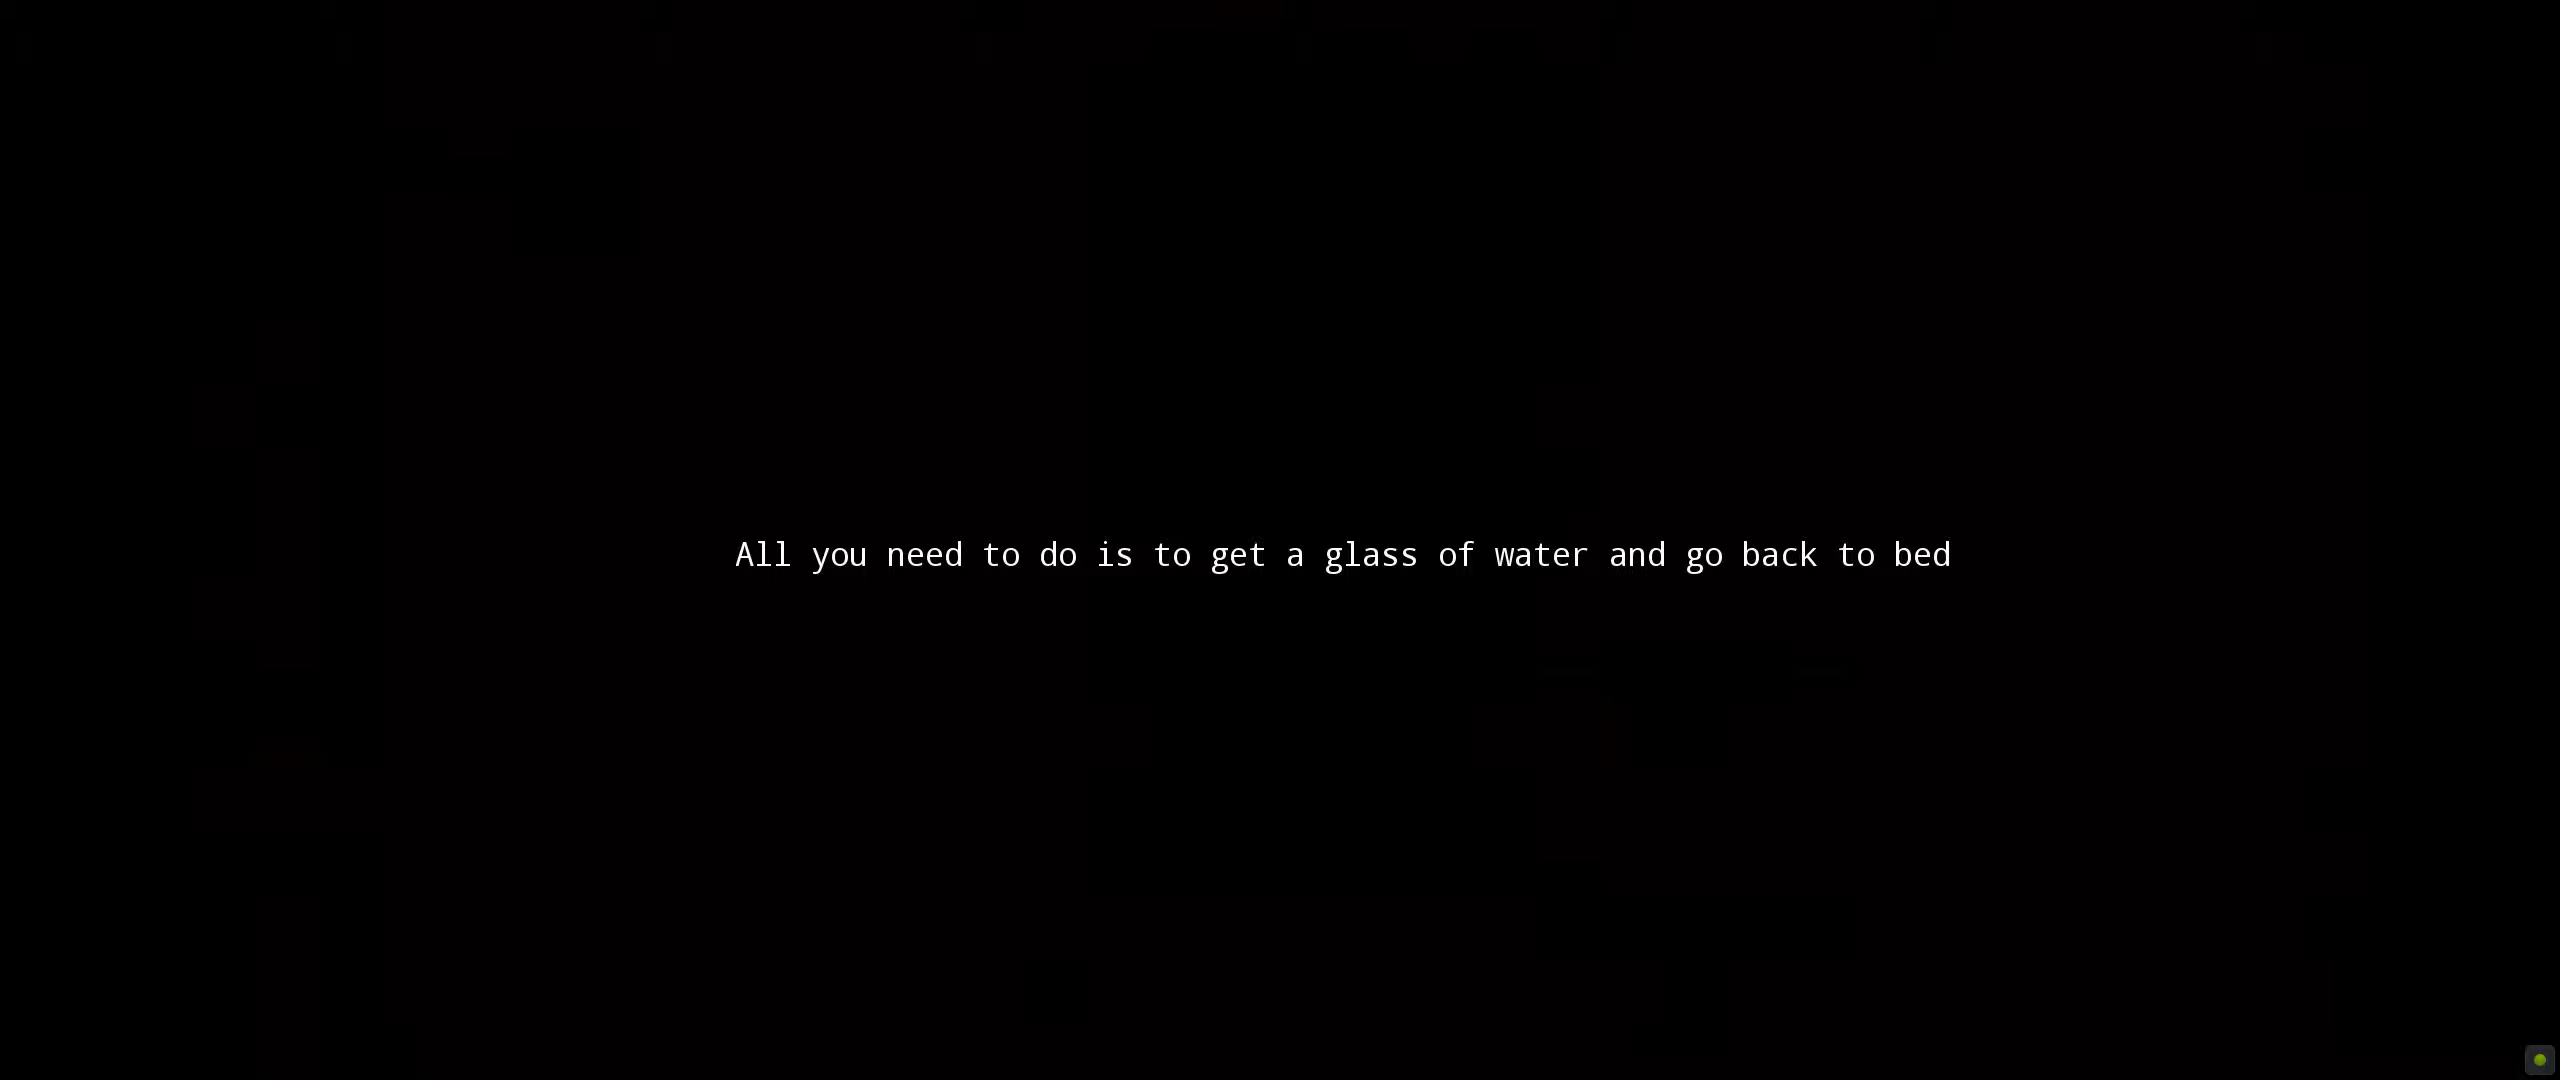 All you need to do is to get a glass of water and go back to bed